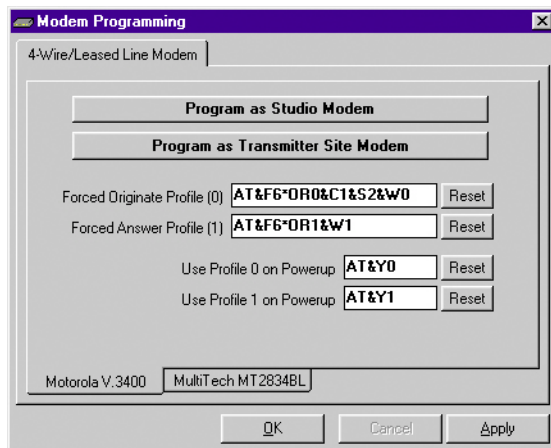 Modem Programming
4-Wire/Leased Line Modem
Program as Studio Modem
Program as Transmitter Site Modem
Forced Originate Profile (0) AT&F6*OR0&C1&S2&W0 Reset
Forced Answer Profile (1) AT&F6*OR1&W1 Reset
Use Profile 0 on Powerup AT&Y0 Reset
Use Profile 1 on Powerup AT&Y1 Reset
Motorola V.3400 MultiTech MT2834BL
OK Cancel Apply